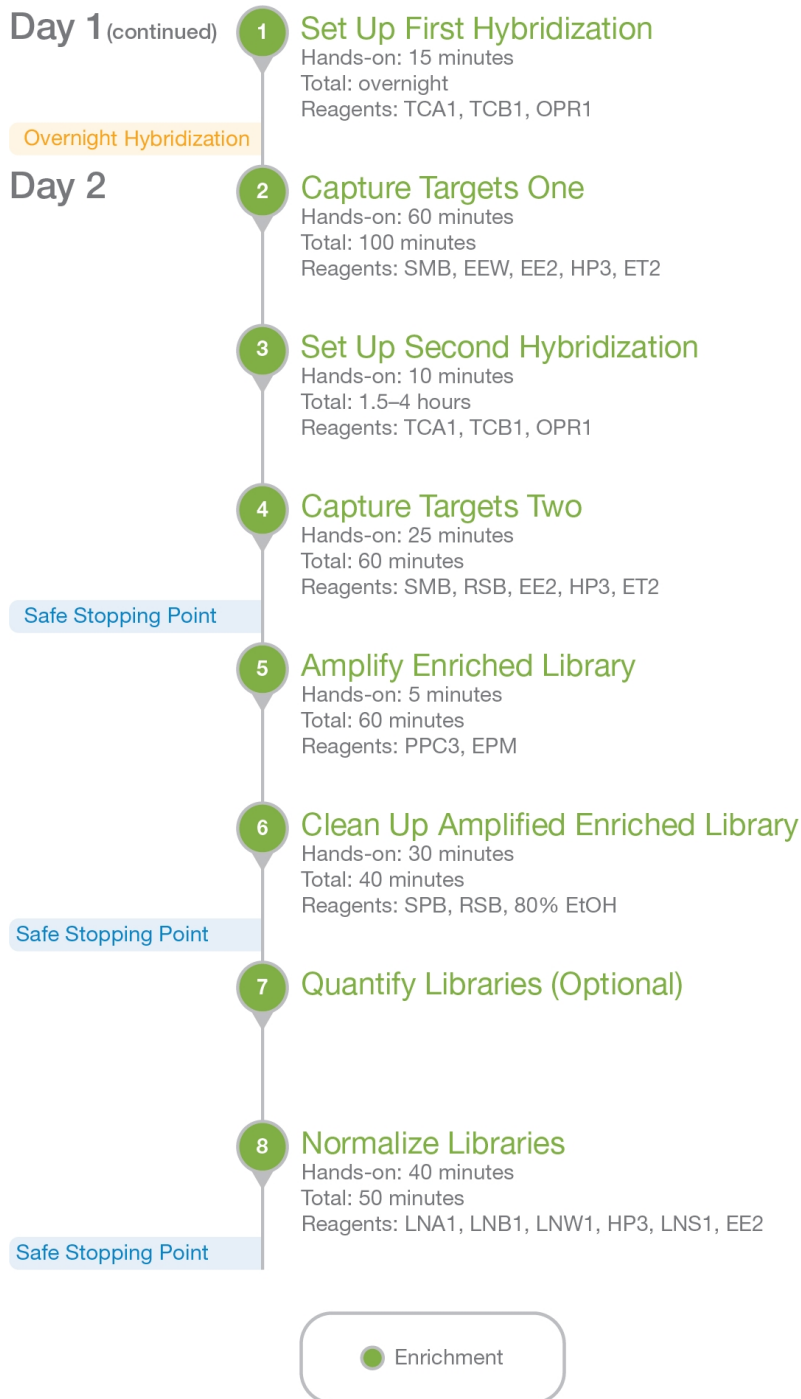 Day 1 (continued)
1
Set Up First Hybridization
Hands-on: 15 minutes
Total: overnight
Reagents: TCA1, TCB1, OPR1
Overnight Hybridization
Day 2
2
Capture Targets One
Hands-on: 60 minutes
Total: 100 minutes
Reagents: SMB, EEW, EE2, HP3, ET2
3
Set Up Second Hybridization
Hands-on: 10 minutes
Total: 1.5–4 hours
Reagents: TCA1, TCB1, OPR1
4
Capture Targets Two
Hands-on: 25 minutes
Total: 60 minutes
Reagents: SMB, RSB, EE2, HP3, ET2
Safe Stopping Point
5
Amplify Enriched Library
Hands-on: 5 minutes
Total: 60 minutes
Reagents: PPC3, EPM
6
Clean Up Amplified Enriched Library
Hands-on: 30 minutes
Total: 40 minutes
Reagents: SPB, RSB, 80% EtOH
Safe Stopping Point
7
Quantify Libraries (Optional)
8
Normalize Libraries
Hands-on: 40 minutes
Total: 50 minutes
Reagents: LNA1, LNB1, LNW1, HP3, LNS1, EE2
Safe Stopping Point
Enrichment